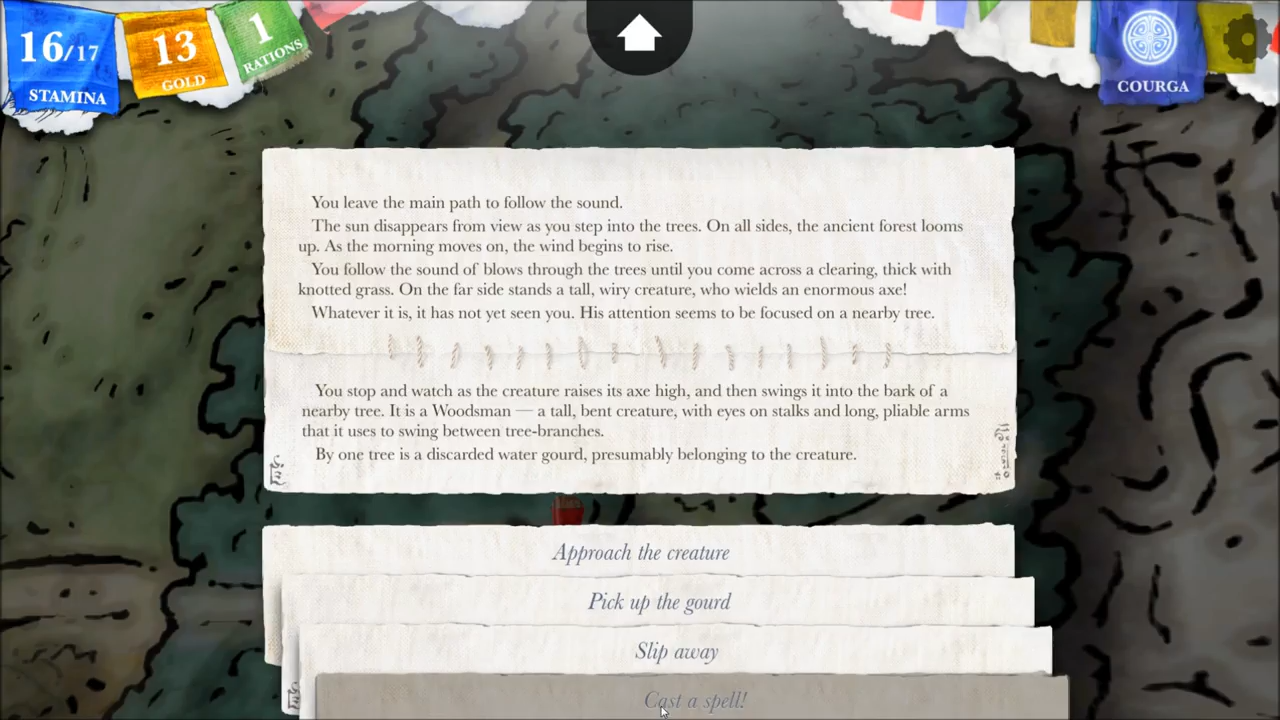 16/17
STAMINA
13
GOLD
1
RATIONS
COURGA
You leave the main path to follow the sound.
The sun disappears from view as you step into the trees. On all sides, the ancient forest looms
up. As the morning moves on, the wind begins to rise.
You follow the sound of blows through the trees until you come across a clearing, thick with
knotted grass. On the far side stands a tall, wiry creature, who wields an enormous axe!
Whatever it is, it has not yet seen you. His attention seems to be focused on a nearby tree.
You stop and watch as the creature raises its axe high, and then swings it into the bark of a
nearby tree. It is a Woodsman — a tall, bent creature, with eyes on stalks and long, pliable arms
that it uses to swing between tree-branches.
By one tree is a discarded water gourd, presumably belonging to the creature.
Approach the creature
Pick up the gourd
Slip away
Cast a spell!